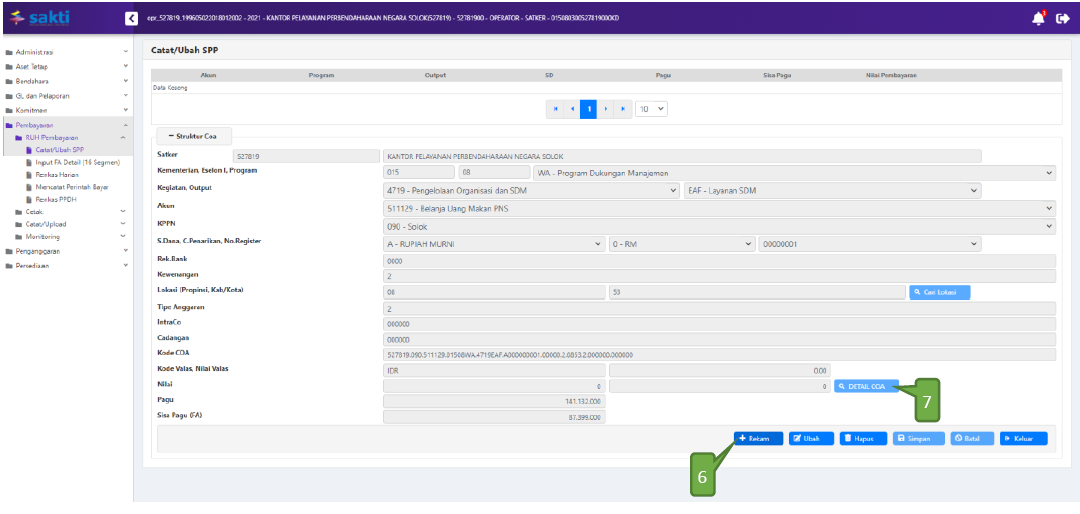 sakti
opr_527819_199605022018012002 - 2021 - KANTOR PELAYANAN PERBENDAHARAAN NEGARA SOLOK(527819) - 52781900 - OPERATOR - SATKER - 015080300527819000KD
Administrasi
Aset Tetap
Bendahara
GL dan Pelaporan
Komitmen
Pembayaran
RUH Pembayaran
Catat/Ubah SPP
Input FA Detail (16 Segmen)
Renkas Harian
Mencatat Perintah Bayar
Renkas PPDH
Cetak
Catat/Upload
Monitoring
Penganggaran
Persediaan
Catat/Ubah SPP
Akun Program Output SD Pagu Sisa Pagu Nilai Pembayaran
Data Kosong
1 10
Struktur Coa
Satker 527819 KANTOR PELAYANAN PERBENDAHARAAN NEGARA SOLOK
Kementerian, Eselon I, Program 015 08 WA - Program Dukungan Manajemen
Kegiatan, Output 4719 - Pengelolaan Organisasi dan SDM EAF - Layanan SDM
Akun 511129 - Belanja Uang Makan PNS
KPPN 090 - Solok
S.Dana, C.Penarikan, No.Register A - RUPIAH MURNI 0 - RM 00000001
Rek.Bank 0000
Kewenangan 2
Lokasi (Propinsi, Kab/Kota) 08 53 Cari Lokasi
Tipe Anggaran 2
IntraCo 000000
Cadangan 000000
Kode COA 527819.090.511129.01508WA.4719EAF.A000000001.00000.2.0853.2.000000.000000
Kode Valas, Nilai Valas IDR 0.00
Nilai 0 0 DETAIL COA
Pagu 141.132.000
Sisa Pagu (FA) 87.399.000
Rekam Ubah Hapus Simpan Batal Keluar
7
6